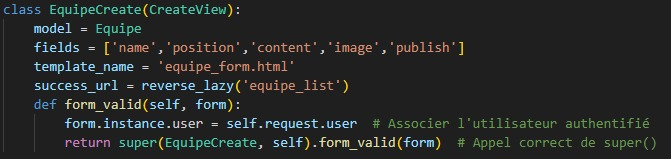 class EquipeCreate(CreateView):
    model = Equipe
    fields = ['name','position','content','image','publish']
    template_name = 'equipe_form.html'
    success_url = reverse_lazy('equipe_list')
    def form_valid(self, form):
        form.instance.user = self.request.user  # Associer l'utilisateur authentifié
        return super(EquipeCreate, self).form_valid(form)  # Appel correct de super()